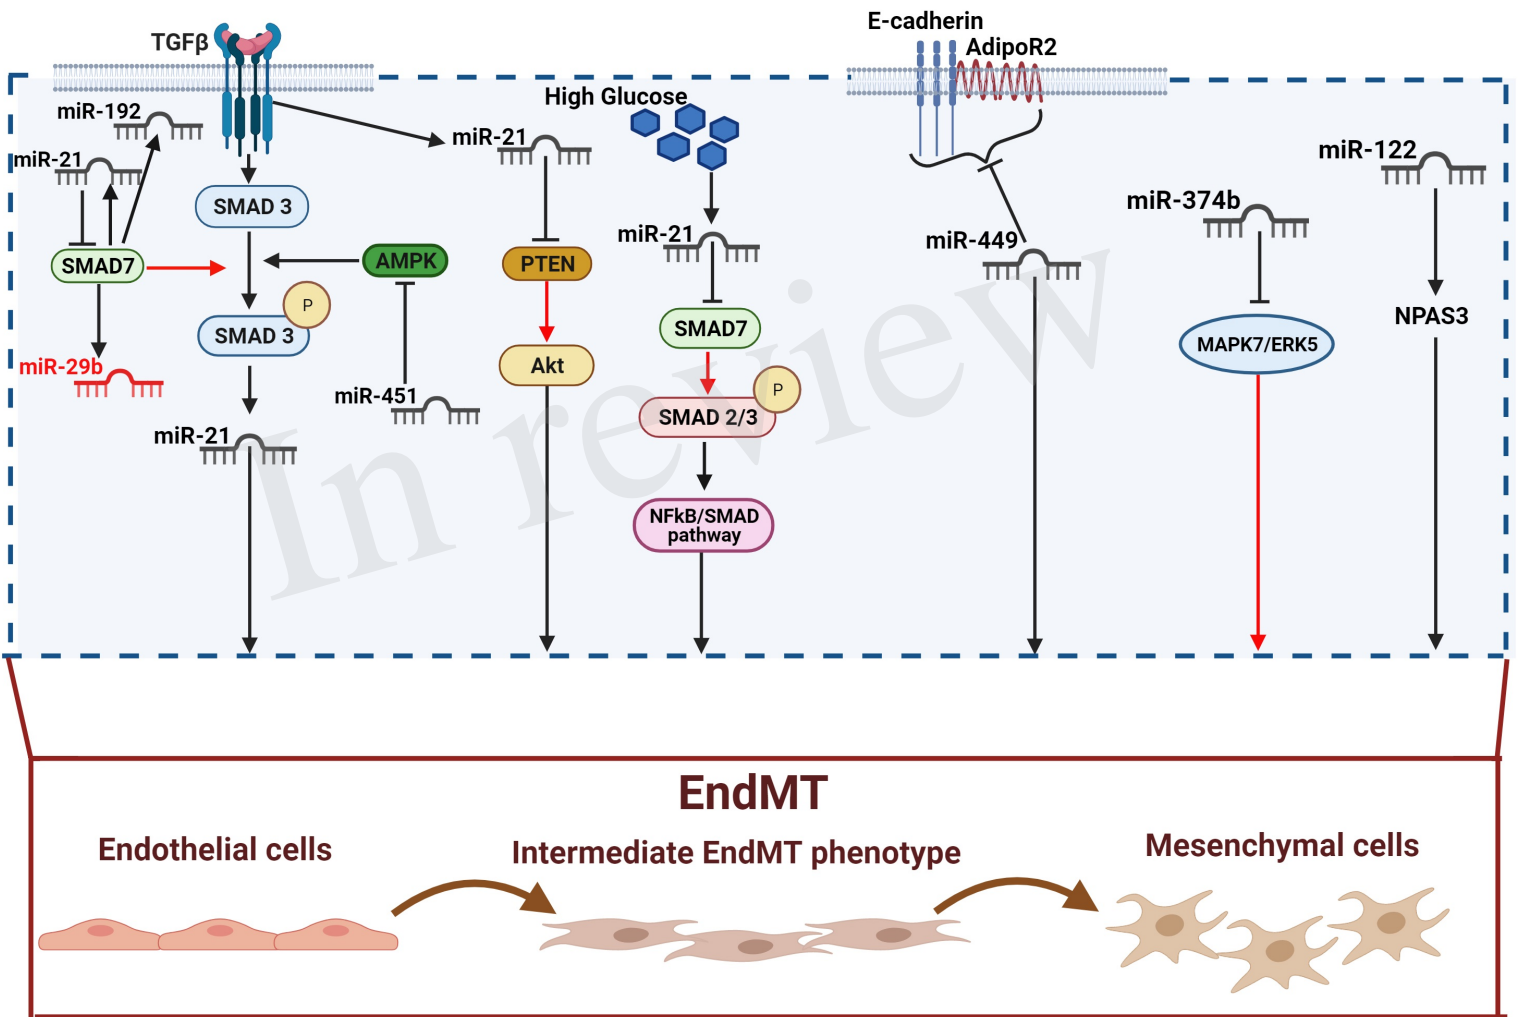 TGFβ
miR-192
miR-21
SMAD7
miR-29b
SMAD 3
AMPK
P
SMAD 3
miR-451
miR-21
miR-21
PTEN
Akt
High Glucose
miR-21
SMAD7
P
SMAD 2/3
NFkB/SMAD
pathway
E-cadherin
AdipoR2
miR-449
miR-374b
MAPK7/ERK5
miR-122
NPAS3
In review
EndMT
Endothelial cells
Intermediate EndMT phenotype
Mesenchymal cells